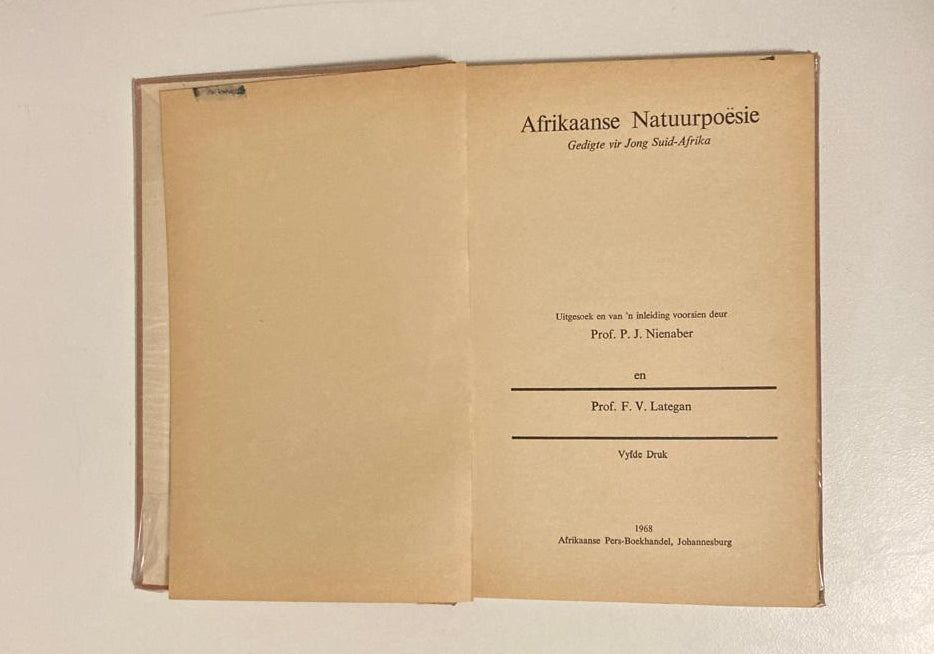 Afrikaanse Natuurpoësie
Gedigte vir Jong Suid-Afrika
Uitgesoek en van 'n inleiding voorsien deur
Prof. P. J. Nienaber
en
Prof. F. V. Lategan
Vyfde Druk
1968
Afrikaanse Pers-Boekhandel, Johannesburg